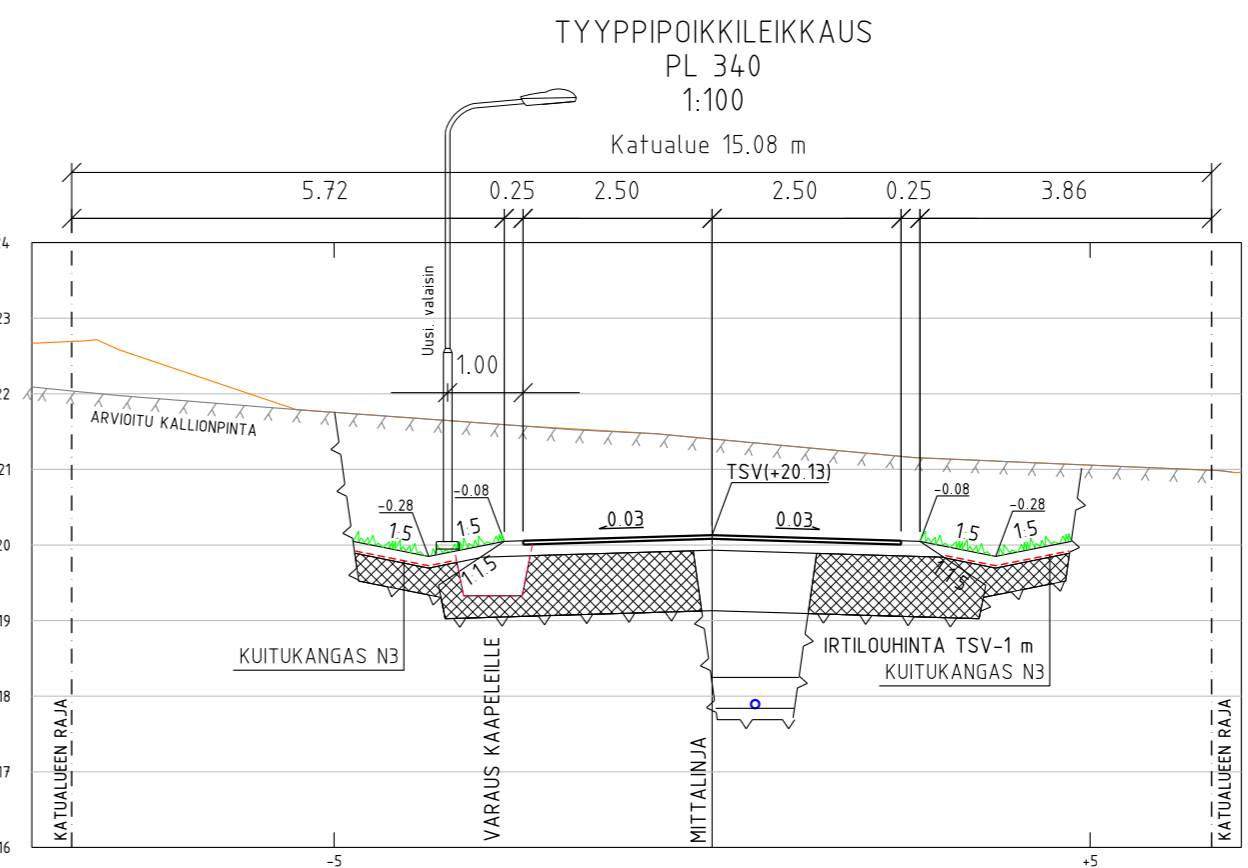 TYYPPIPOIKKILEIKKAUS
PL 340
1:100
Katualue 15.08 m
5.72 0.25 2.50 2.50 0.25 3.86
24
23
22
21
20
19
18
17
16
Uusi. valaisin
1.00
ARVIOITU KALLIONPINTA
TSV(+20.13)
-0.28
-0.08
1:5
1:5
0.03
0.03
-0.08
-0.28
1:5
1:5
1:1.5
1:1.5
KUITUKANGAS N3
IRTILOUHINTA TSV-1 m
KUITUKANGAS N3
KATUALUEEN RAJA
VARAUS KAAPELEILLE
MITTALINJA
KATUALUEEN RAJA
-5
+5